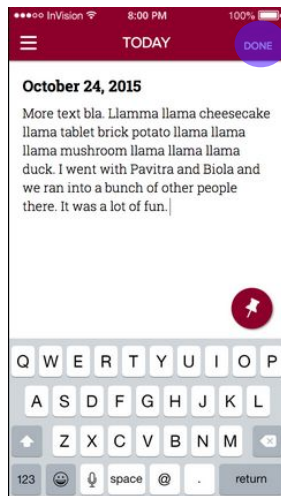 InVision 8:00 PM 100%
TODAY DONE
October 24, 2015
More text bla. Llamma llama cheesecake
llama tablet brick potato llama llama
llama mushroom llama llama llama
duck. I went with Pavitra and Biola and
we ran into a bunch of other people
there. It was a lot of fun.
Q W E R T Y U I O P
A S D F G H J K L
Z X C V B N M
123 space @ . return